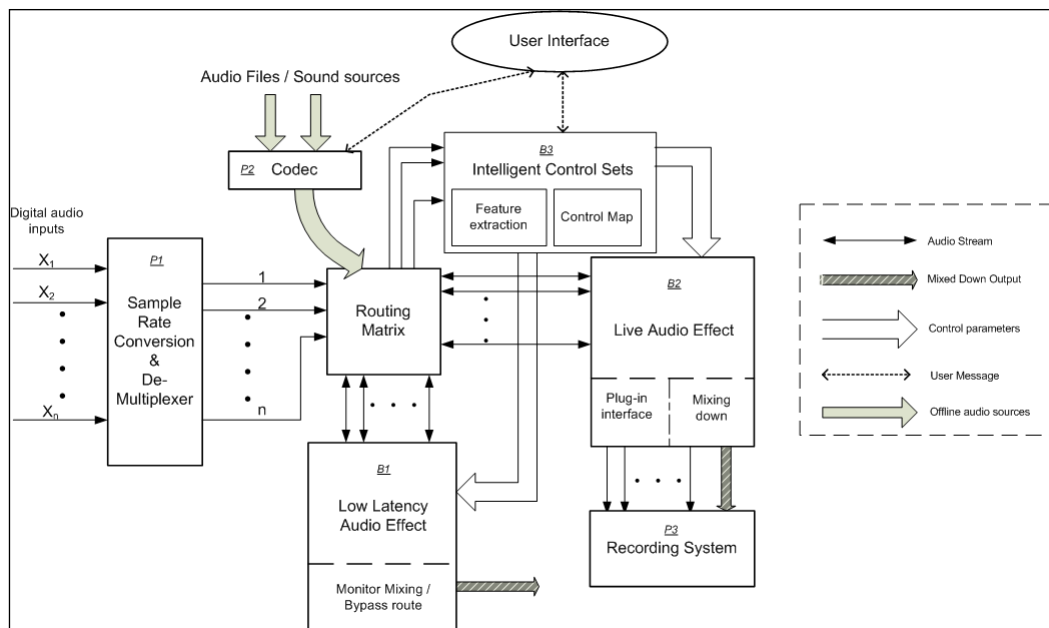 User Interface
Audio Files / Sound sources
P2
Codec
B3
Intelligent Control Sets
Feature
extraction
Control Map
Digital audio
inputs
X1
X2
Xn
P1
Sample
Rate
Conversion
&
De-
Multiplexer
1
2
n
Routing
Matrix
B2
Live Audio Effect
Plug-in
interface
Mixing
down
B1
Low Latency
Audio Effect
Monitor Mixing /
Bypass route
P3
Recording System
Audio Stream
Mixed Down Output
Control parameters
User Message
Offline audio sources